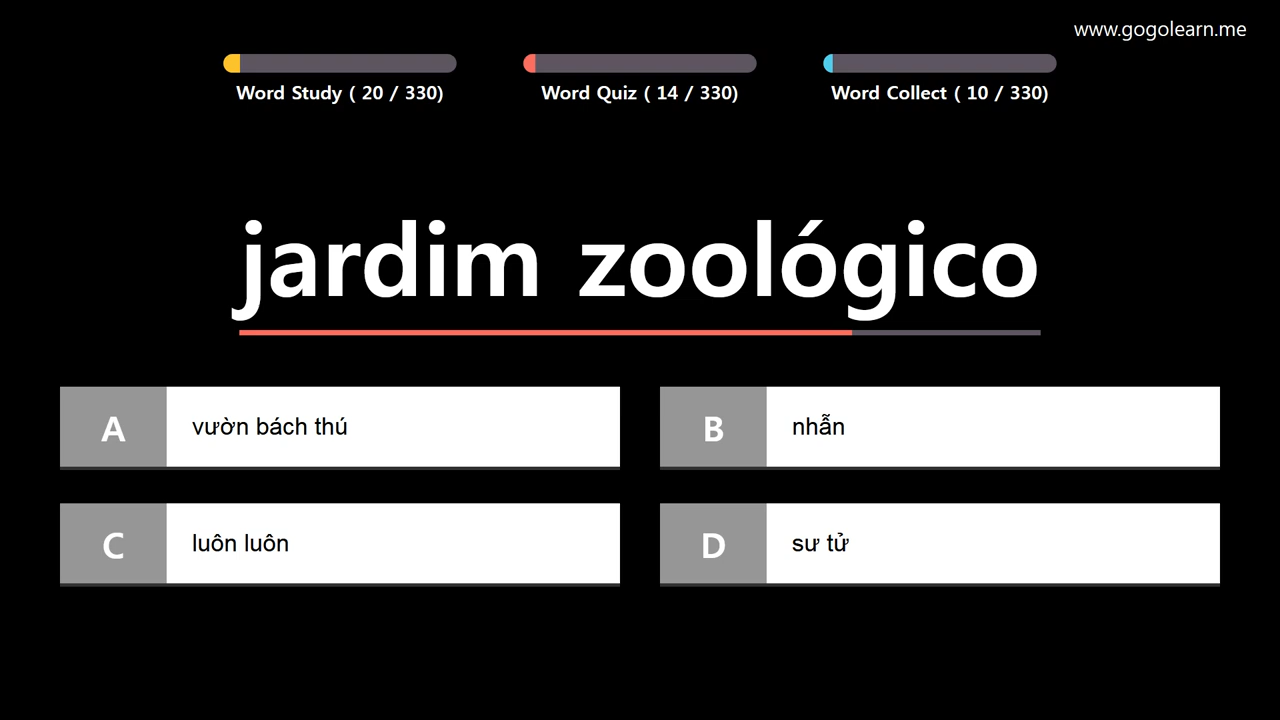 www.gogolearn.me
Word Study ( 20 / 330)
Word Quiz ( 14 / 330)
Word Collect ( 10 / 330)
jardim zoológico
A
vườn bách thú
B
nhẫn
C
luôn luôn
D
sư tử